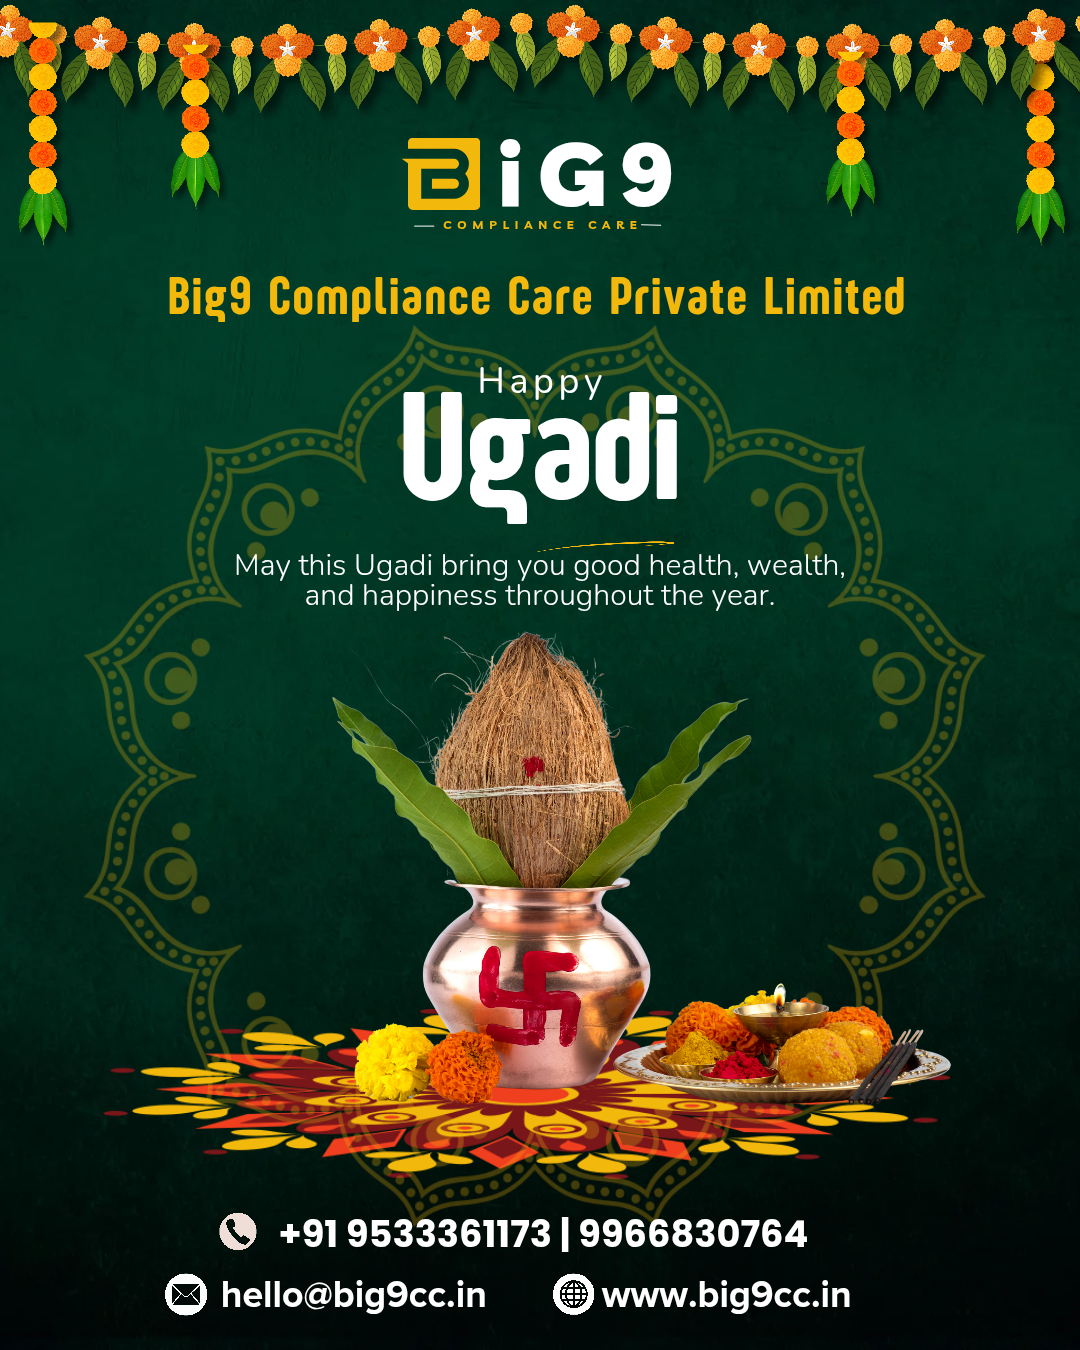 BiG9
COMPLIANCE CARE
Big9 Compliance Care Private Limited
Happy
Ugadi
May this Ugadi bring you good health, wealth,
and happiness throughout the year.
+91 9533361173 | 9966830764
hello@big9cc.in www.big9cc.in